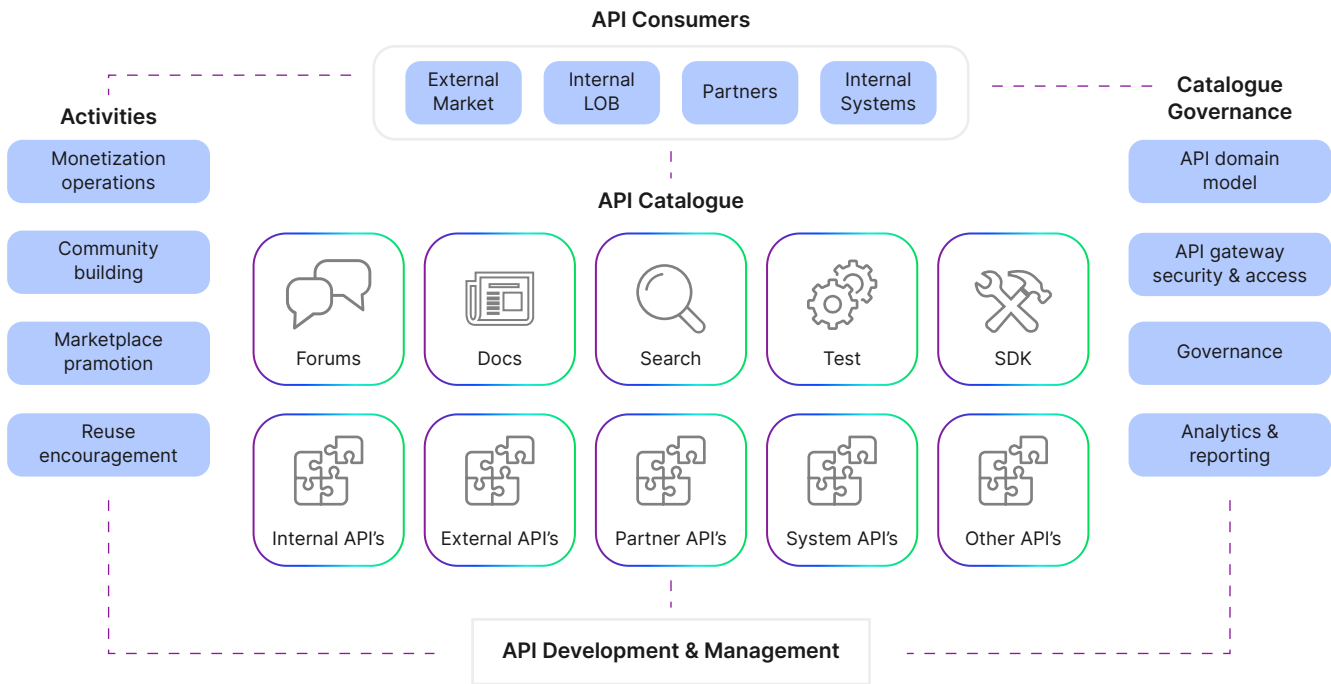 API Consumers
External
Market
Internal
LOB
Partners
Internal
Systems
Activities
Monetization
operations
Community
building
Marketplace
pramotion
Reuse
encouragement
API Catalogue
Forums
Docs
Search
Test
SDK
Internal API’s
External API’s
Partner API’s
System API’s
Other API’s
Catalogue
Governance
API domain
model
API gateway
security & access
Governance
Analytics &
reporting
API Development & Management